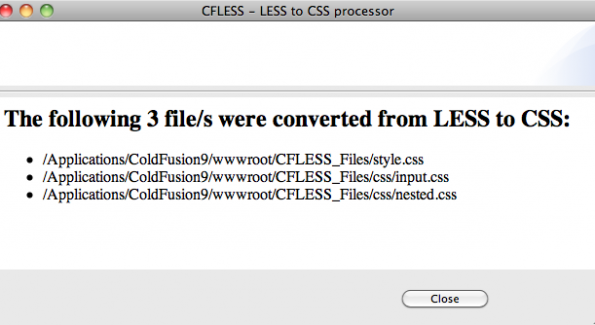 CFLESS – LESS to CSS processor
The following 3 file/s were converted from LESS to CSS:
• /Applications/ColdFusion9/wwwroot/CFLESS_Files/style.css
• /Applications/ColdFusion9/wwwroot/CFLESS_Files/css/input.css
• /Applications/ColdFusion9/wwwroot/CFLESS_Files/css/nested.css
Close